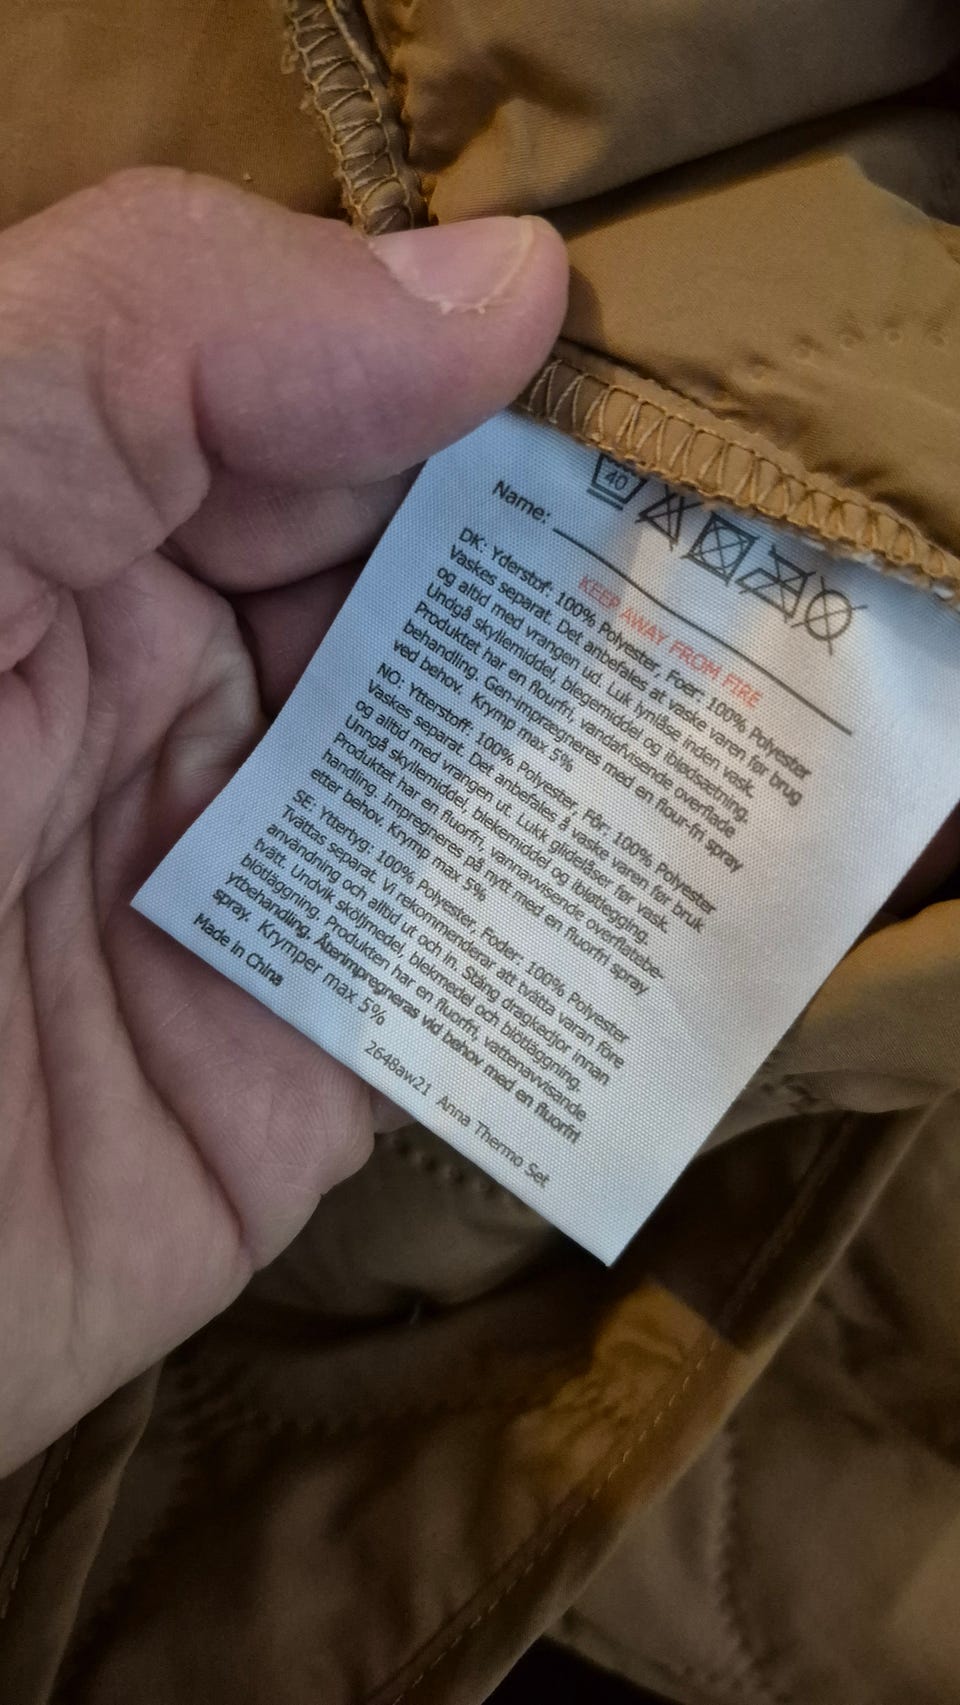 40
Name:
KEEP AWAY FROM FIRE
DK: Yderstof: 100% Polyester, Foer: 100% Polyester
Vaskes separat. Det anbefales at vaske varen før brug
og altid med vrangen ud. Luk lynlåse inden vask.
Undgå skyllemiddel, blegemiddel og iblødsætning.
Produktet har en flourfri, vandafvisende overflade
behandling. Gen-imprægneres med en flour-fri spray
ved behov. Krymp max 5%
NO: Ytterstoff: 100% Polyester Fôr: 100% Polyester
Vaskes separat. Det anbefales å vaske varen før bruk
og alltid med vrangen ut. Lukk glidelåser før vask.
Unngå skyllemiddel, blekemiddel og ibløtlegging.
Produktet har en fluorfri, vannavvisende overflatebe-
handling. Impregneres på nytt med en fluorfri spray
etter behov. Krymp max 5%
SE: Yttertyg: 100% Polyester, Foder: 100% Polyester
Tvättas separat. Vi rekommenderar att tvätta varan före
användning och alltid ut och in. Stäng dragkedjor innan
tvätt. Undvik sköljmedel, blekmedel och blötläggning.
blötläggning. Produkten har en fluorfri, vattenavvisande
ytbehandling. Återimpregneras vid behov med en fluorfri
spray. Krymper max 5%
Made in China
2648aw21 Anna Thermo Set